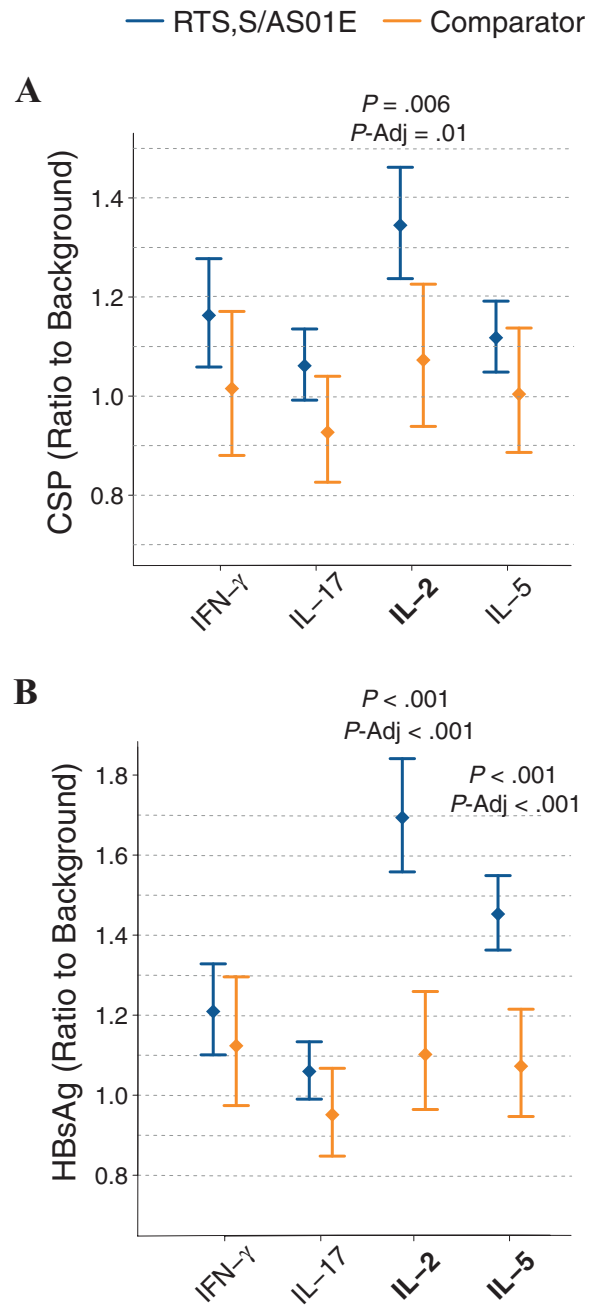 RTS,S/AS01E Comparator
A
P = .006
P-Adj = .01
CSP (Ratio to Background)
1.4
1.2
1.0
0.8
IFN-γ IL-17 IL-2 IL-5
B
P < .001
P-Adj < .001
P < .001
P-Adj < .001
HBsAg (Ratio to Background)
1.8
1.6
1.4
1.2
1.0
0.8
IFN-γ IL-17 IL-2 IL-5